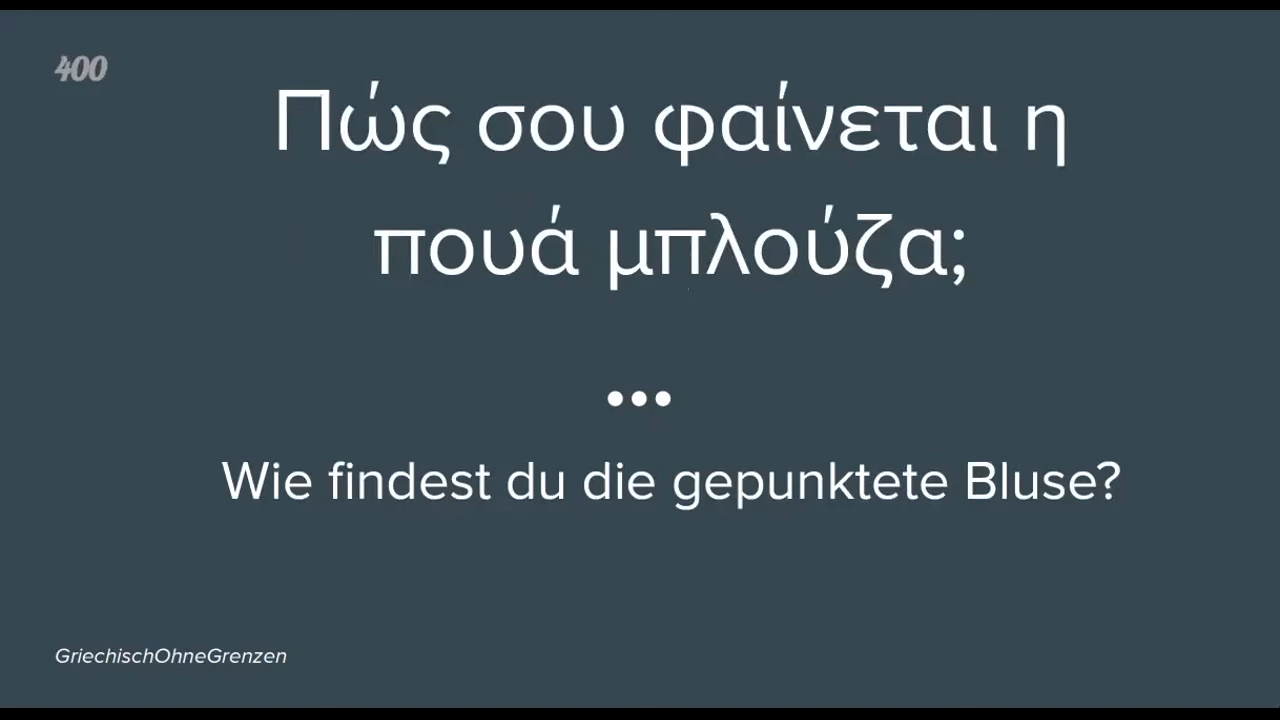 400
Πώς σου φαίνεται η
πουά μπλούζα;
...
Wie findest du die gepunktete Bluse?
GriechischOhneGrenzen